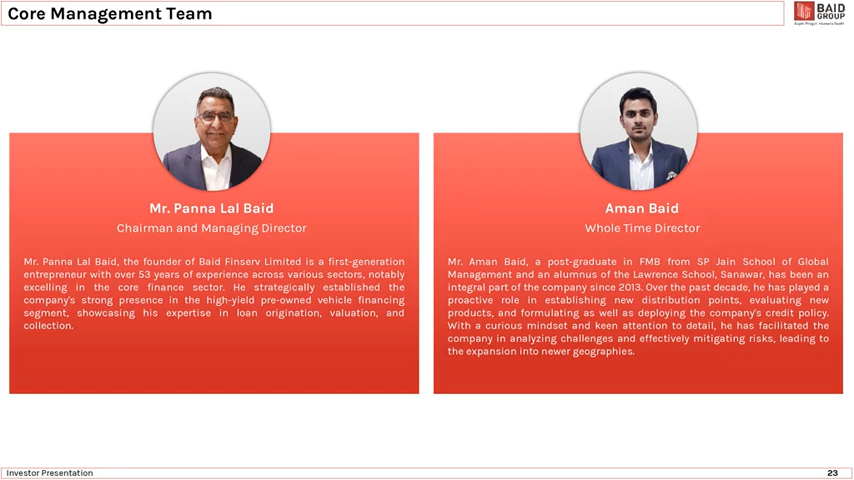 Core Management Team
BAID
GROUP
Mr. Panna Lal Baid
Chairman and Managing Director
Mr. Panna Lal Baid, the founder of Baid Finserv Limited is a first-generation
entrepreneur with over 53 years of experience across various sectors, notably
excelling in the core finance sector. He strategically established the
company's strong presence in the high-yield pre-owned vehicle financing
segment, showcasing his expertise in loan origination, valuation, and
collection.
Aman Baid
Whole Time Director
Mr. Aman Baid, a post-graduate in FMB from SP Jain School of Global
Management and an alumnus of the Lawrence School, Sanawar, has been an
integral part of the company since 2013. Over the past decade, he has played a
proactive role in establishing new distribution points, evaluating new
products, and formulating as well as deploying the company's credit policy.
With a curious mindset and keen attention to detail, he has facilitated the
company in analyzing challenges and effectively mitigating risks, leading to
the expansion into newer geographies.
Investor Presentation
23